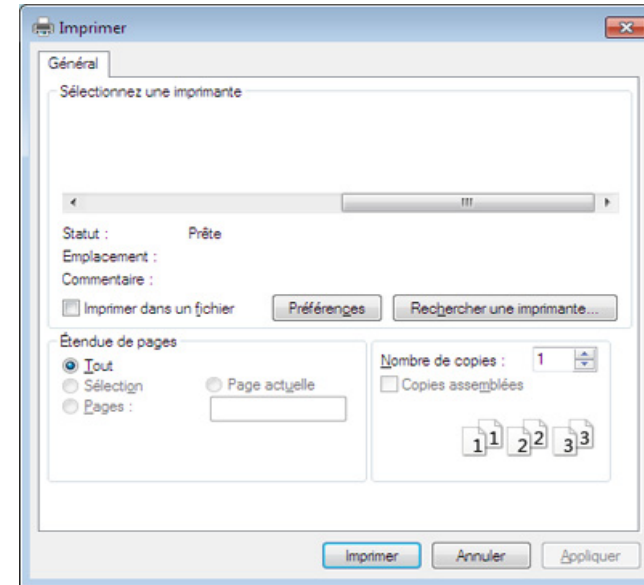 Imprimer
Général
Sélectionnez une imprimante
Statut : Prête
Emplacement :
Commentaire :
Imprimer dans un fichier Préférences Rechercher une imprimante...
Étendue de pages
Tout
Sélection Page actuelle
Pages :
Nombre de copies : 1
Copies assemblées
1 1 2 2 3 3
Imprimer Annuler Appliquer